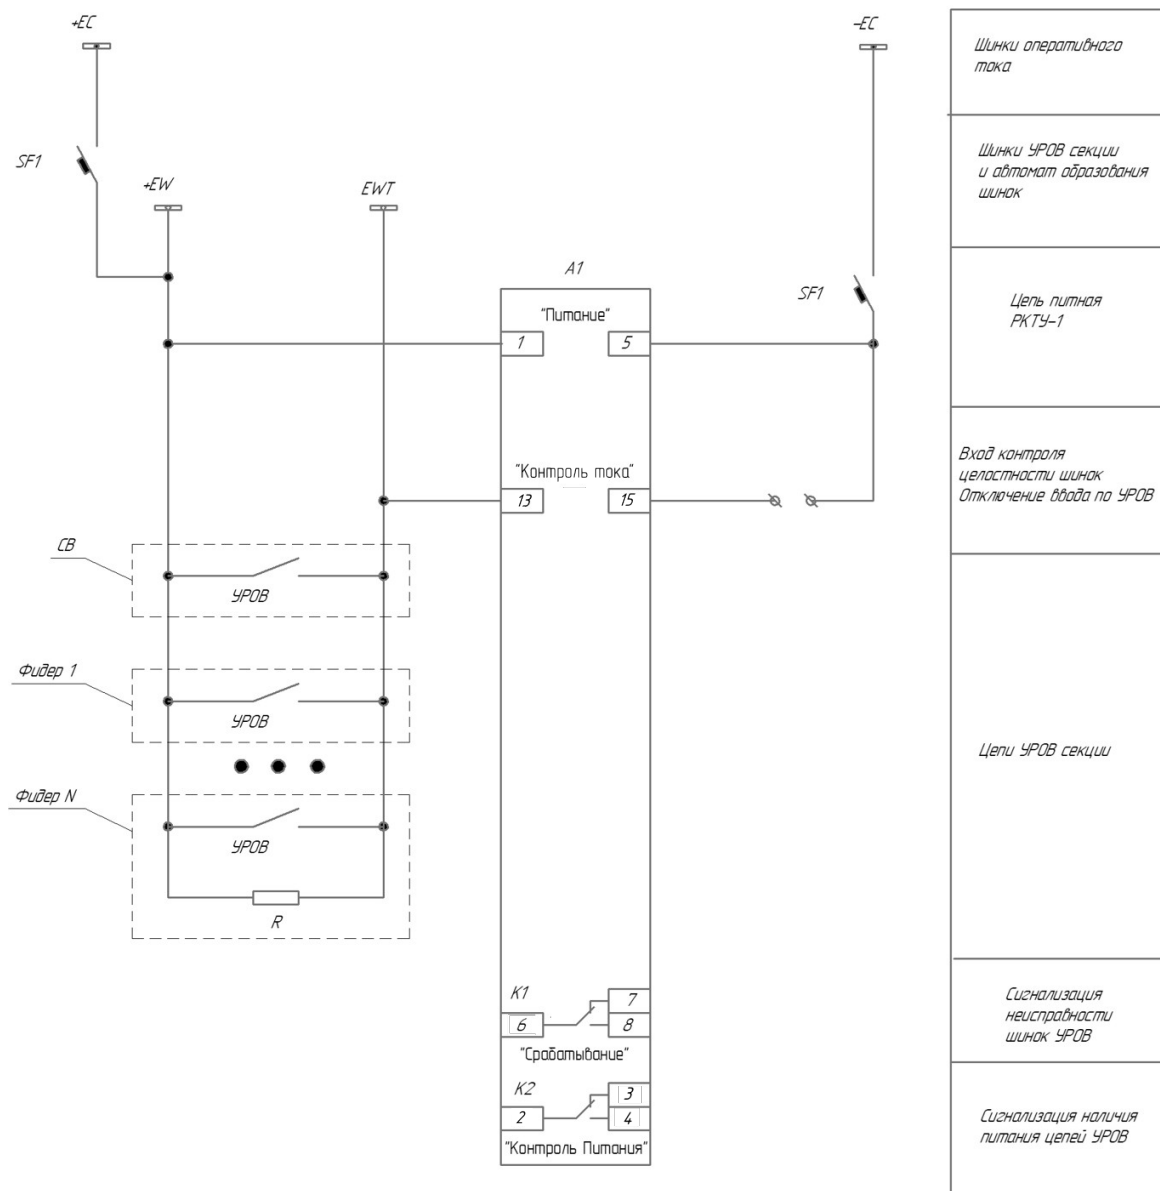 +EC
-EC
SF1
+EW
EWT
A1
SF1
"Питание"
1
5
"Контроль тока"
13
15
СВ
УРОВ
Фидер 1
УРОВ
Фидер N
УРОВ
R
K1
7
6
8
"Срабатывание"
K2
3
2
4
"Контроль Питания"
Шинки оперативного
тока
Шинки УРОВ секции
и автомат образования
шинок
Цепь питная
РКТУ-1
Вход контроля
целостности шинок
Отключение ввода по УРОВ
Цепи УРОВ секции
Сигнализация
неисправности
шинок УРОВ
Сигнализация наличия
питания цепей УРОВ